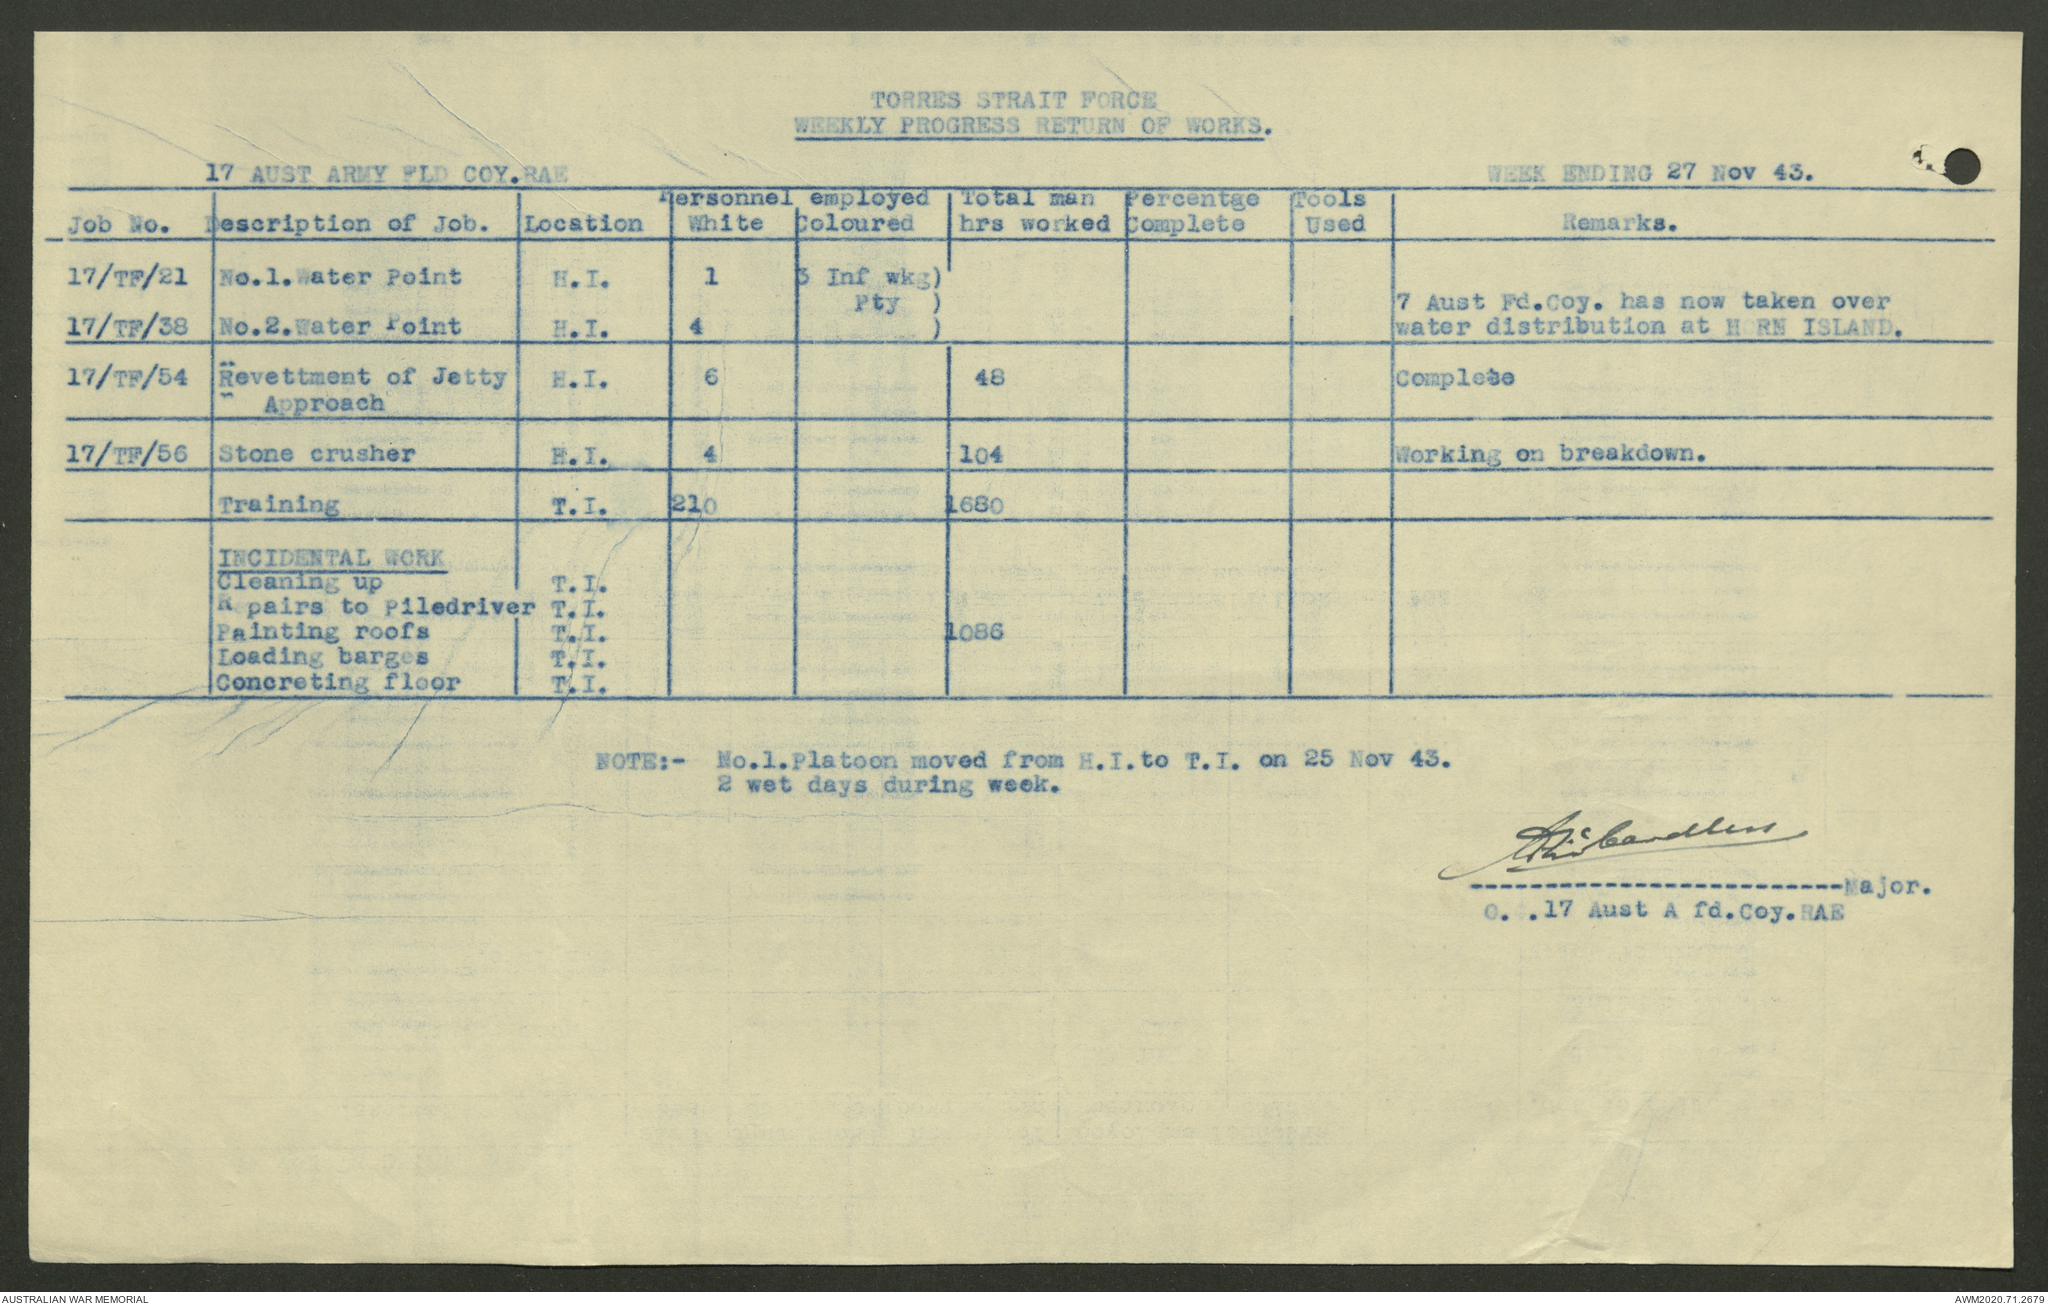 TORRES STRAIT FORCE
WEEKLY PROGRESS RETURN OF WORKS.
17 AUST ARMY FLD COY.RAE WEEK ENDING 27 Nov 43.
Personnel employed Total man Percentge Tools
Job No. Description of Job. Location White Coloured hrs worked Complete Used Remarks.
17/TF/21 No.1.Water Point H.I. 1 3 Inf wkg)
Pty ) 7 Aust Fd.Coy. has now taken over
17/TF/38 No.2.Water Point H.I. 4 ) water distribution at HORN ISLAND.
17/TF/54 Revettment of Jetty H.I. 6 48 Complete
Approach
17/TF/56 Stone crusher H.I. 4 104 Working on breakdown.
Training T.I. 210 1680
INCIDENTAL WORK
Cleaning up T.I.
Repairs to Piledriver T.I.
Painting roofs T.I. 1086
Loading barges T.I.
Concreting floor T.I.
NOTE:- No.1.Platoon moved from H.I.to T.I. on 25 Nov 43.
2 wet days during week.
-------------------------Major.
O. .17 Aust A fd.Coy.RAE
AUSTRALIAN WAR MEMORIAL AWM2020.71.2679